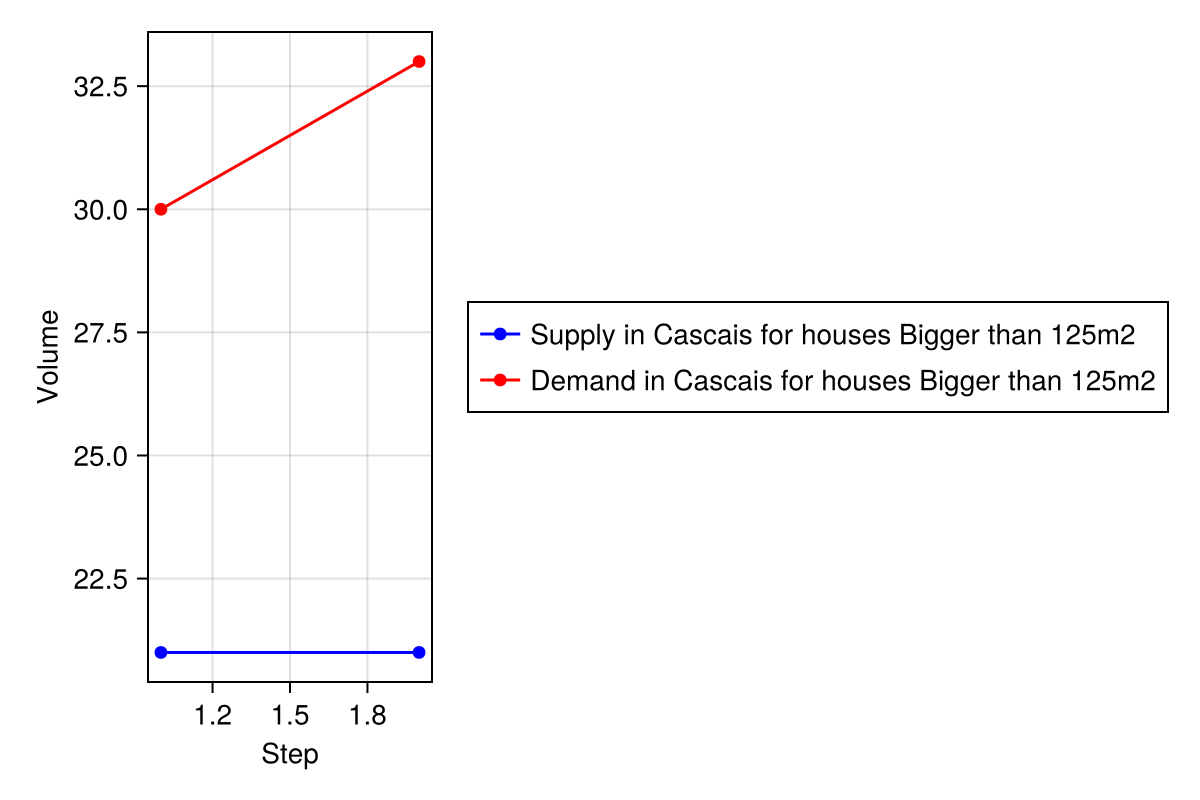 32.5
30.0
27.5
25.0
22.5
Volume
1.2 1.5 1.8
Step
Supply in Cascais for houses Bigger than 125m2
Demand in Cascais for houses Bigger than 125m2